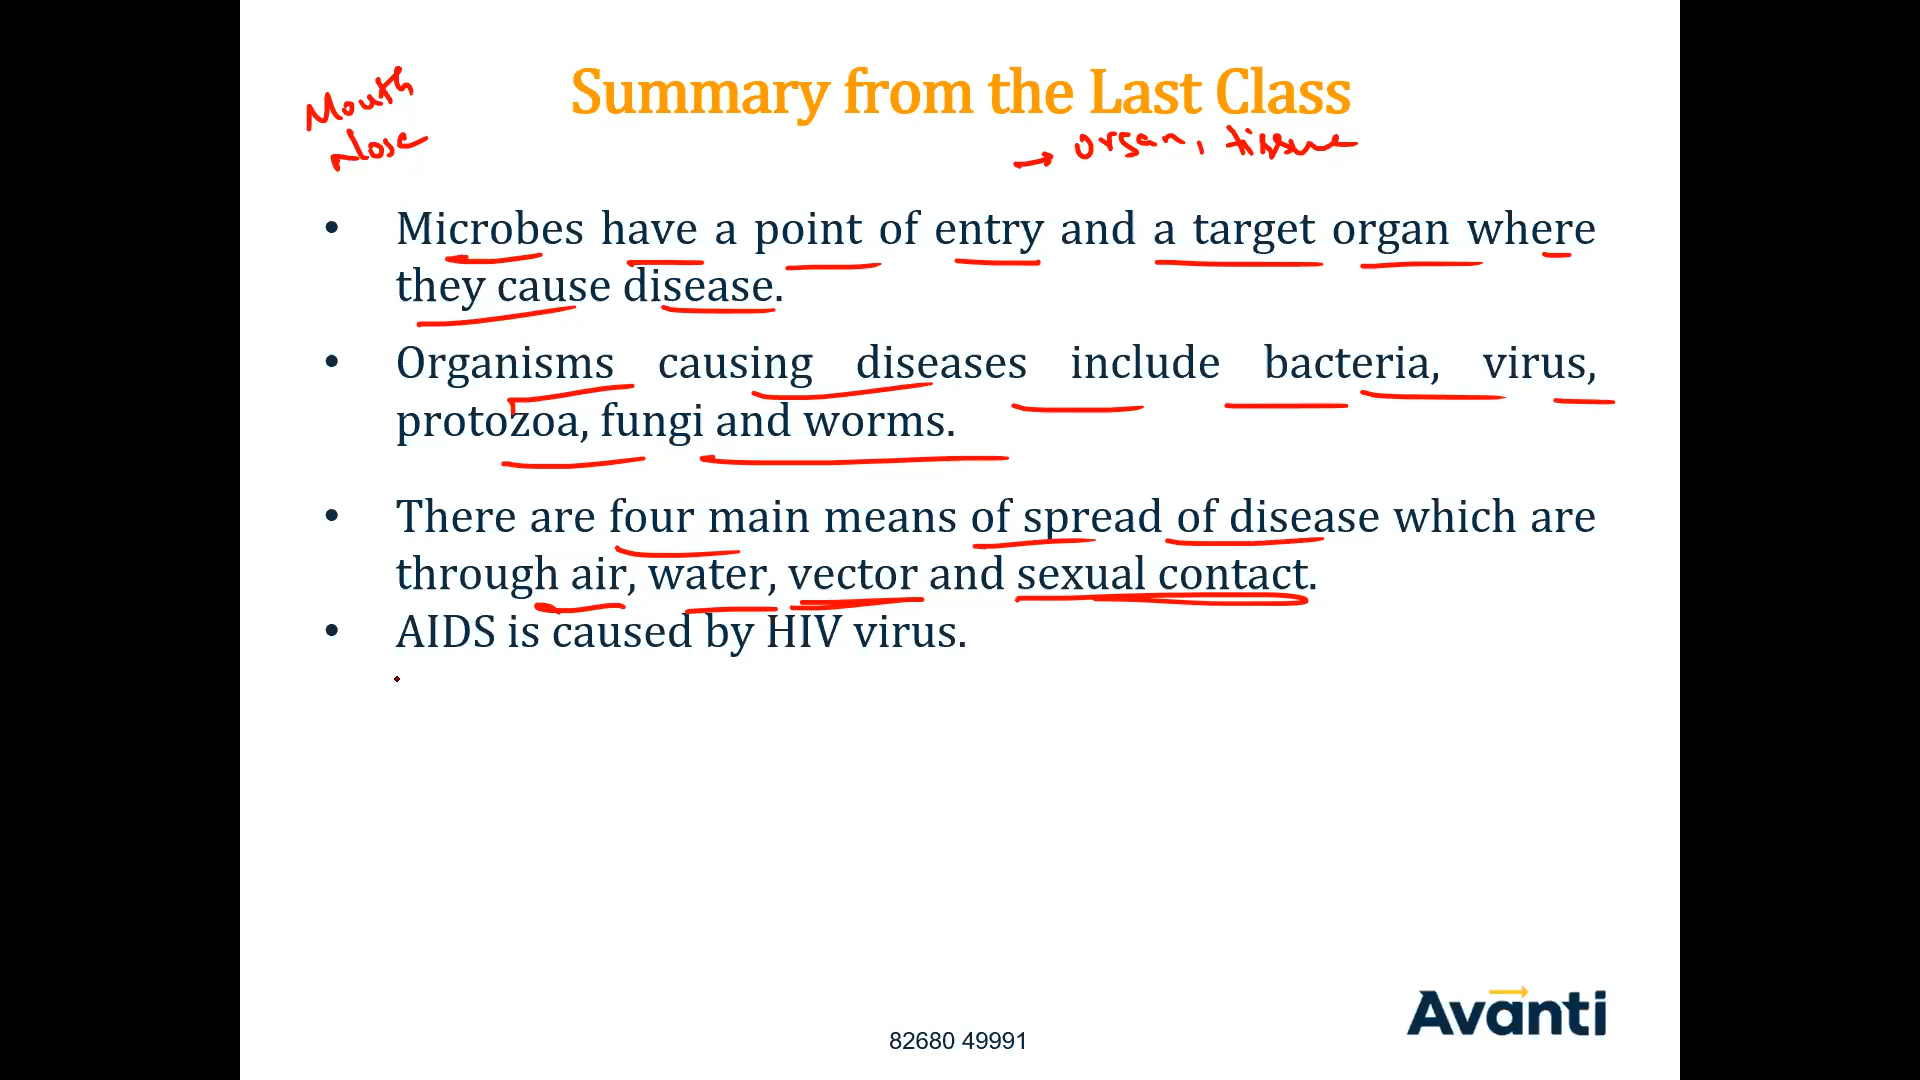 Mouth
Nose
Summary from the Last Class
→ organ, tissue
• Microbes have a point of entry and a target organ where
they cause disease.
• Organisms causing diseases include bacteria, virus,
protozoa, fungi and worms.
• There are four main means of spread of disease which are
through air, water, vector and sexual contact.
• AIDS is caused by HIV virus.
Avanti
82680 49991